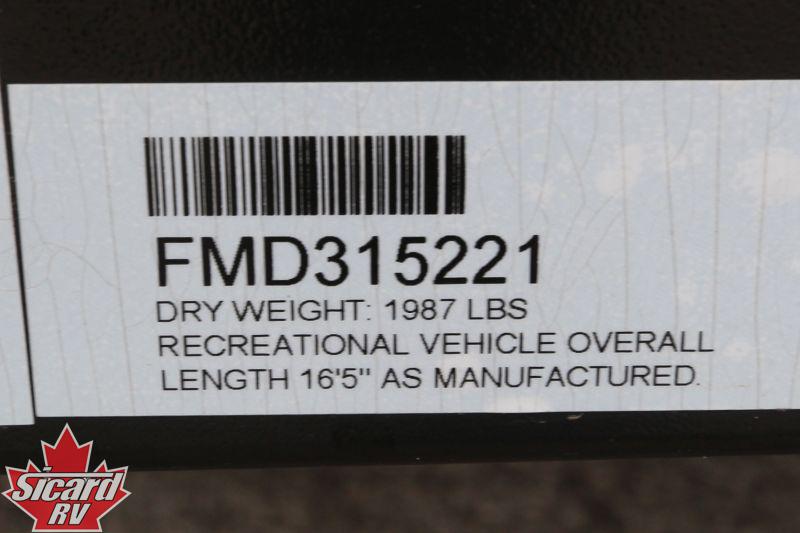 FMD315221
DRY WEIGHT: 1987 LBS
RECREATIONAL VEHICLE OVERALL
LENGTH 16'5" AS MANUFACTURED.
Sicard
RV